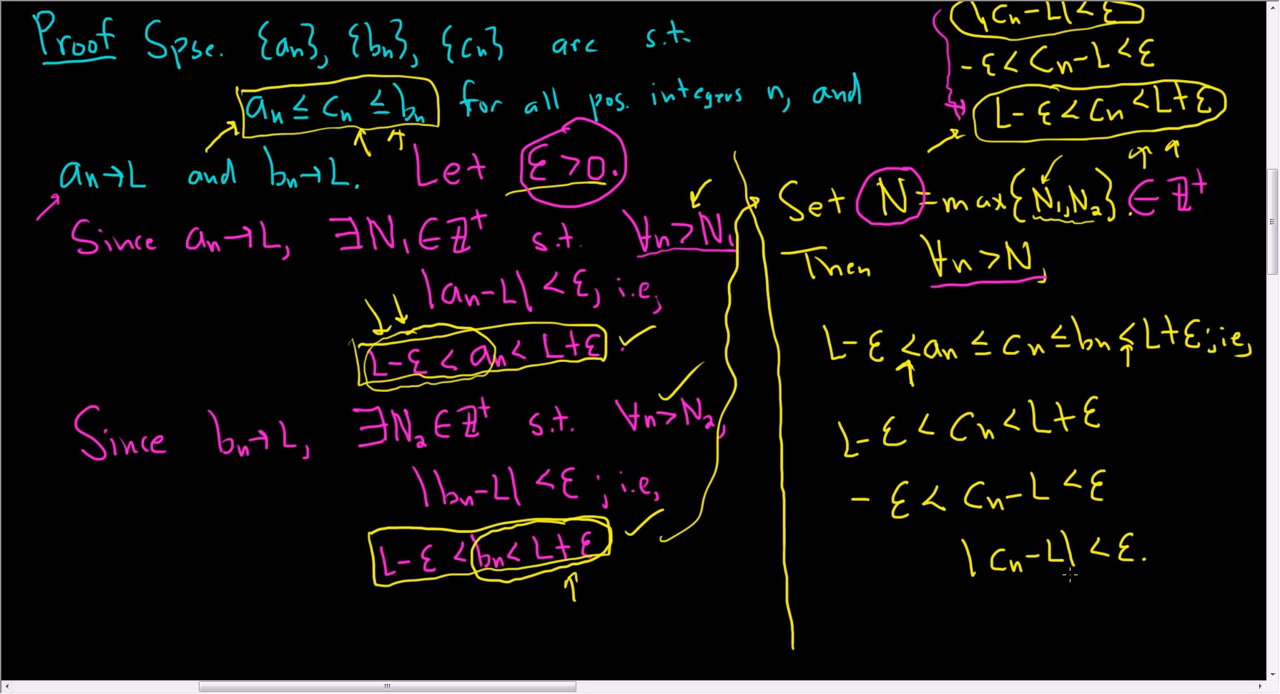 Proof Spse. {an}, {bn}, {cn} are s.t.
an ≤ cn ≤ bn for all pos. integers n, and
an→L and bn→L. Let ε>0.
Since an→L, ∃N₁∈ℤ⁺ s.t. ∀n>N₁
|an-L|<ε, i.e,
L-ε<an<L+ε.
Since bn→L, ∃N₂∈ℤ⁺ s.t. ∀n>N₂,
|bn-L|<ε; i.e,
L-ε<bn<L+ε
|cn-L|<ε
-ε<cn-L<ε
L-ε<cn<L+ε
Set N=max{N₁,N₂}.∈ℤ⁺
Then ∀n>N,
L-ε<an≤cn≤bn<L+ε;ie,
L-ε<cn<L+ε
-ε<cn-L<ε
|cn-L|<ε.